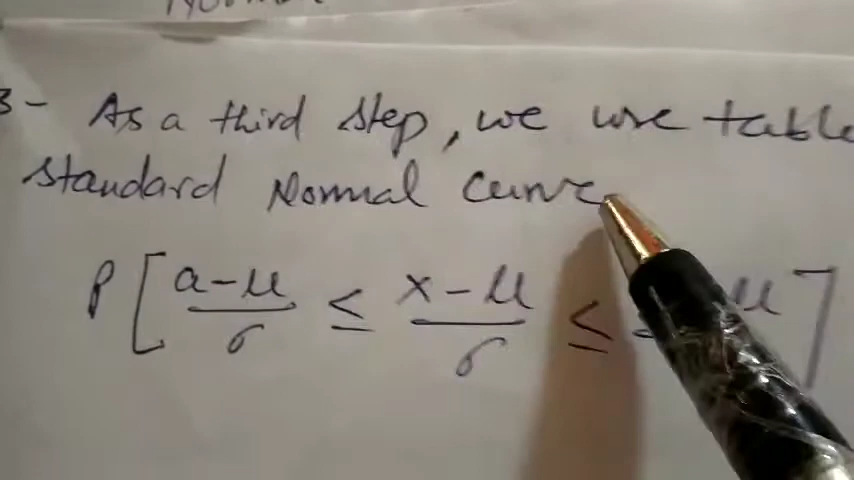 3- As a third step, we use table
standard Normal Curve
P[ a-μ/σ ≤ x-μ/σ ≤ μ ]